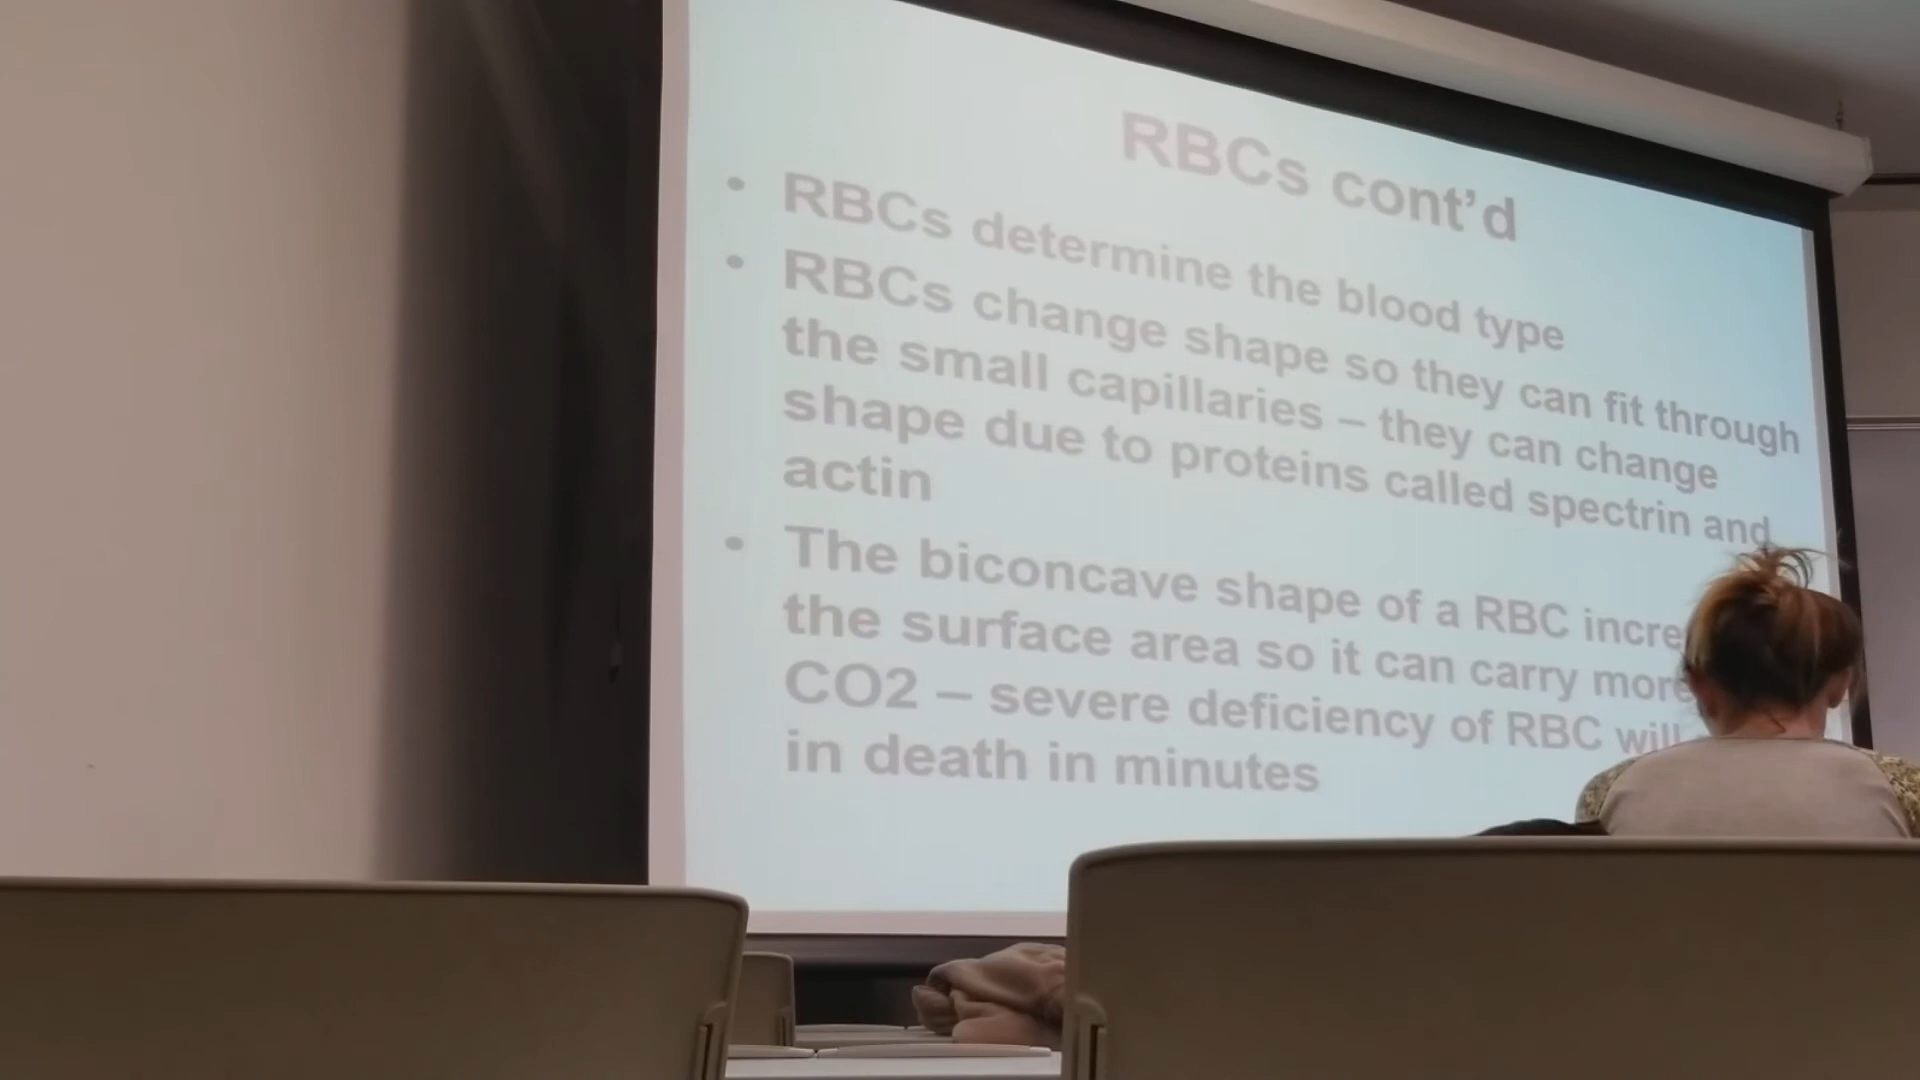 RBCs cont’d
• RBCs determine the blood type
• RBCs change shape so they can fit through
the small capillaries – they can change
shape due to proteins called spectrin and
actin
• The biconcave shape of a RBC
the surface area so it can carry more
CO2 – severe deficiency of RBC will
in death in minutes